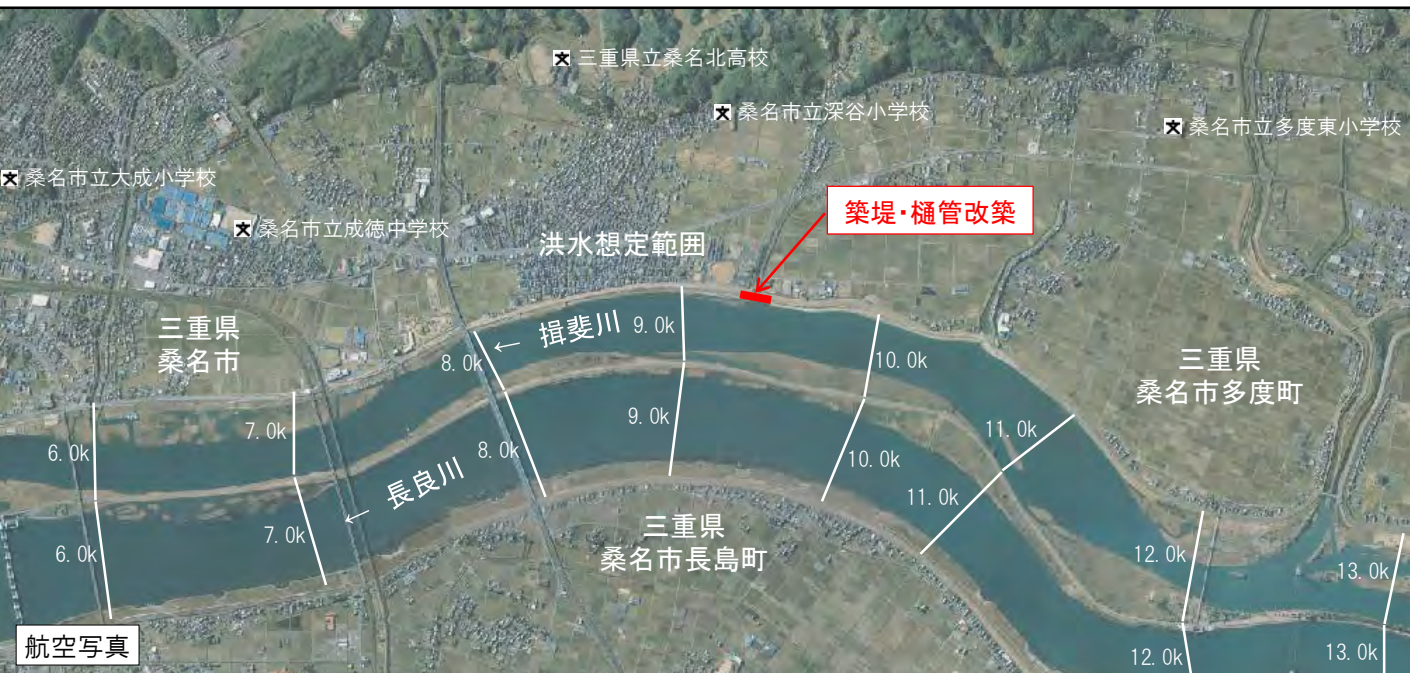 三重県立桑名北高校
桑名市立深谷小学校
桑名市立多度東小学校
桑名市立大成小学校
桑名市立成徳中学校
築堤・樋管改築
洪水想定範囲
三重県
桑名市
← 揖斐川
三重県
桑名市多度町
6.0k
7.0k
8.0k
9.0k
10.0k
11.0k
12.0k
13.0k
← 長良川
6.0k
7.0k
8.0k
9.0k
10.0k
11.0k
12.0k
13.0k
三重県
桑名市長島町
航空写真